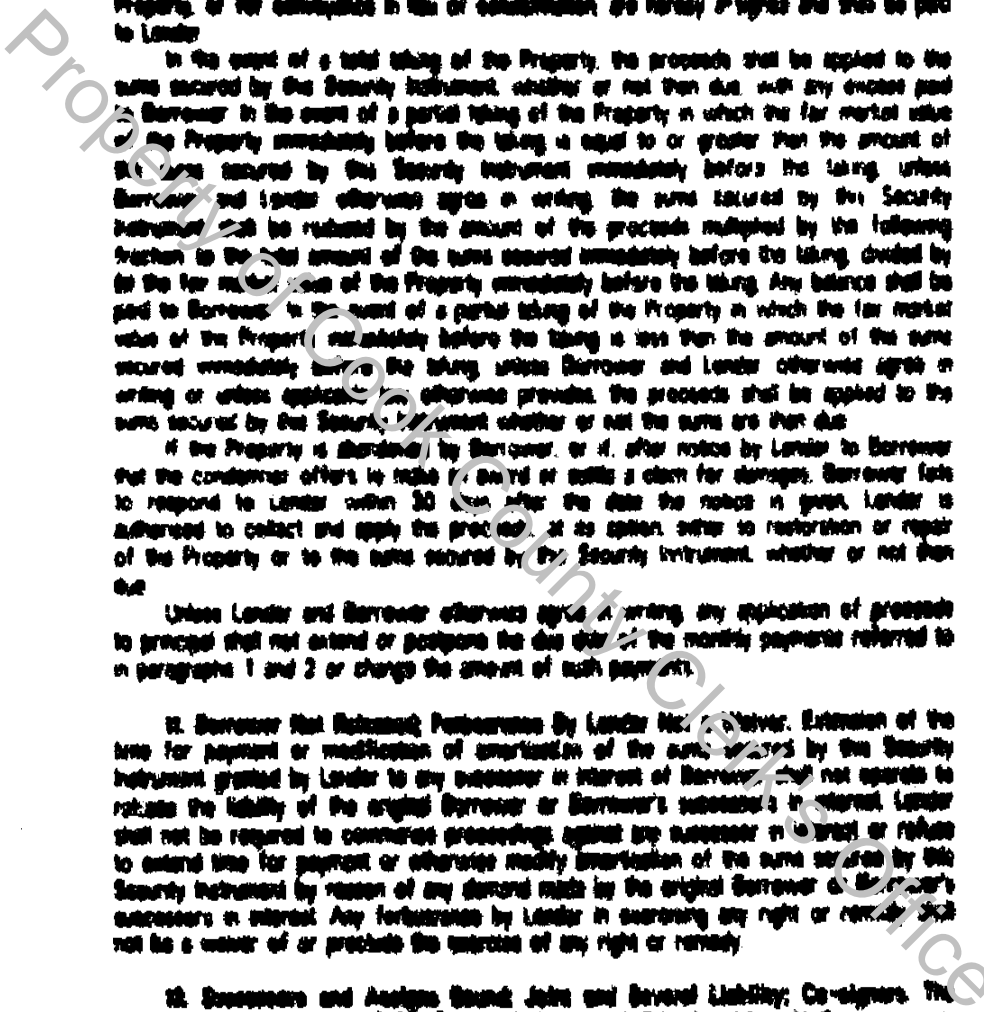 Property, or for conveyance in lieu of condemnation, are hereby assigned and shall be paid
to Lender
In the event of a total taking of the Property, the proceeds shall be applied to the
sums secured by this Security Instrument, whether or not then due, with any excess paid
to Borrower. In the event of a partial taking of the Property in which the fair market value
of the Property immediately before the taking is equal to or greater than the amount of
the sums secured by this Security Instrument immediately before the taking, unless
Borrower and Lender otherwise agree in writing, the sums secured by this Security
Instrument shall be reduced by the amount of the proceeds multiplied by the following
fraction (a) the total amount of the sums secured immediately before the taking, divided by
(b) the fair market value of the Property immediately before the taking. Any balance shall be
paid to Borrower. In the event of a partial taking of the Property in which the fair market
value of the Property immediately before the taking is less than the amount of the sums
secured immediately before the taking, unless Borrower and Lender otherwise agree in
writing or unless applicable law otherwise provides, the proceeds shall be applied to the
sums secured by this Security Instrument whether or not the sums are then due
If the Property is abandoned by Borrower, or if, after notice by Lender to Borrower
that the condemnor offers to make an award or settle a claim for damages, Borrower fails
to respond to Lender within 30 days after the date the notice is given, Lender is
authorized to collect and apply the proceeds, at its option, either to restoration or repair
of the Property or to the sums secured by this Security Instrument, whether or not then
due
Unless Lender and Borrower otherwise agree in writing, any application of proceeds
to principal shall not extend or postpone the due date of the monthly payments referred to
in paragraphs 1 and 2 or change the amount of such payments.
11. Borrower Not Released; Forbearance By Lender Not a Waiver. Extension of the
time for payment or modification of amortization of the sums secured by this Security
Instrument granted by Lender to any successor in interest of Borrower shall not operate to
release the liability of the original Borrower or Borrower's successors in interest. Lender
shall not be required to commence proceedings against any successor in interest or refuse
to extend time for payment or otherwise modify amortization of the sums secured by this
Security Instrument by reason of any demand made by the original Borrower or Borrower's
successors in interest. Any forbearance by Lender in exercising any right or remedy shall
not be a waiver of or preclude the exercise of any right or remedy.
12. Successors and Assigns Bound; Joint and Several Liability; Co-signers. The
Property of Cook County Clerk's Office